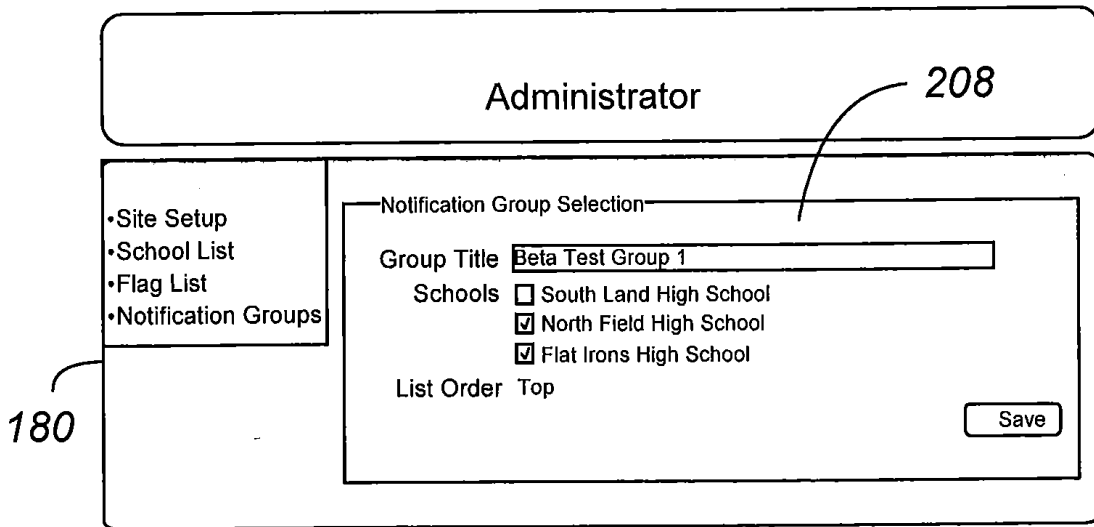 Administrator
208
•Site Setup
•School List
•Flag List
•Notification Groups
180
Notification Group Selection
Group Title Beta Test Group 1
Schools South Land High School
North Field High School
Flat Irons High School
List Order Top
Save